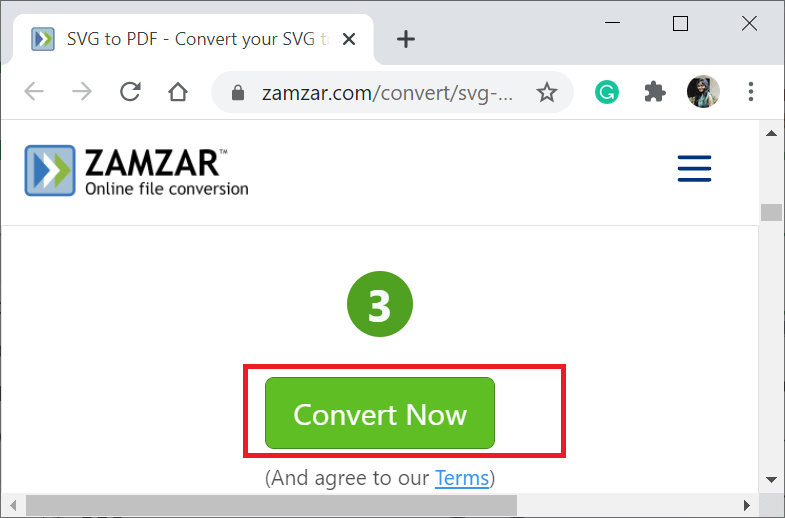 SVG to PDF - Convert your SVG to
zamzar.com/convert/svg-...
ZAMZAR™
Online file conversion
3
Convert Now
(And agree to our Terms)